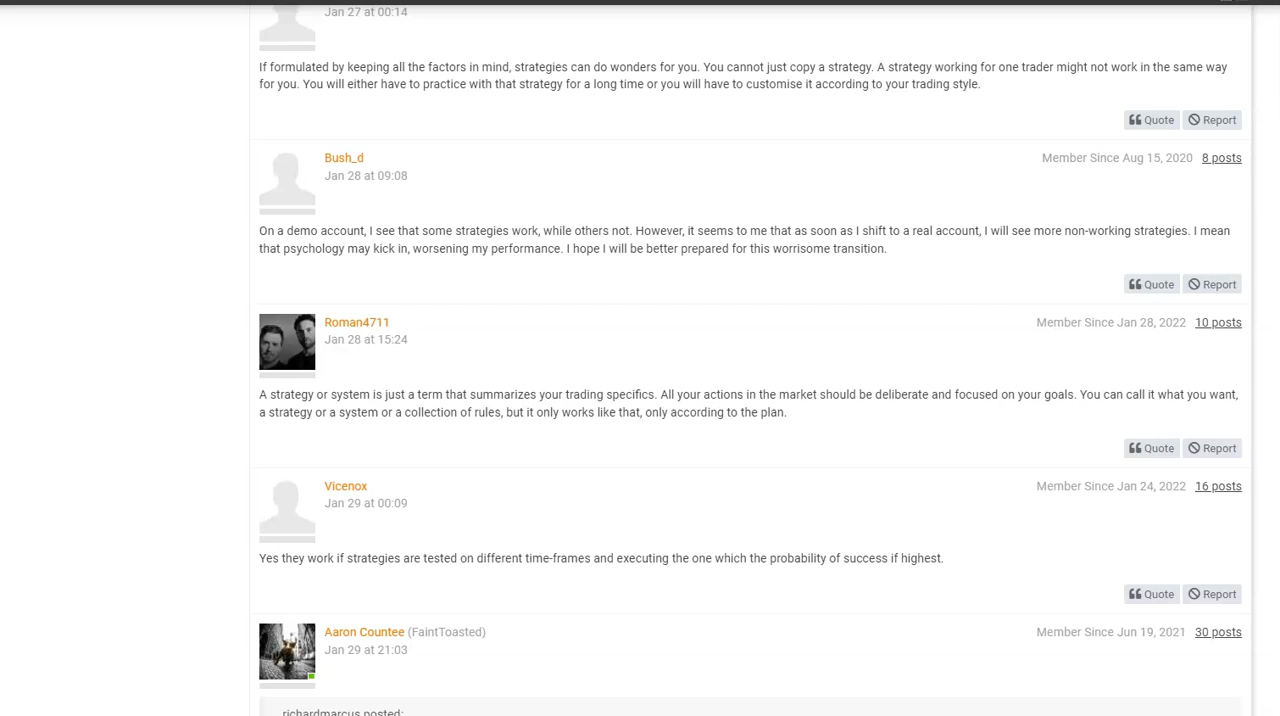 Jan 27 at 00:14
If formulated by keeping all the factors in mind, strategies can do wonders for you. You cannot just copy a strategy. A strategy working for one trader might not work in the same way
for you. You will either have to practice with that strategy for a long time or you will have to customise it according to your trading style.
Quote Report
Bush_d Member Since Aug 15, 2020 8 posts
Jan 28 at 09:08
On a demo account, I see that some strategies work, while others not. However, it seems to me that as soon as I shift to a real account, I will see more non-working strategies. I mean
that psychology may kick in, worsening my performance. I hope I will be better prepared for this worrisome transition.
Quote Report
Roman4711 Member Since Jan 28, 2022 10 posts
Jan 28 at 15:24
A strategy or system is just a term that summarizes your trading specifics. All your actions in the market should be deliberate and focused on your goals. You can call it what you want,
a strategy or a system or a collection of rules, but it only works like that, only according to the plan.
Quote Report
Vicenox Member Since Jan 24, 2022 16 posts
Jan 29 at 00:09
Yes they work if strategies are tested on different time-frames and executing the one which the probability of success if highest.
Quote Report
Aaron Countee (FaintToasted) Member Since Jun 19, 2021 30 posts
Jan 29 at 21:03
richardmarcus posted: